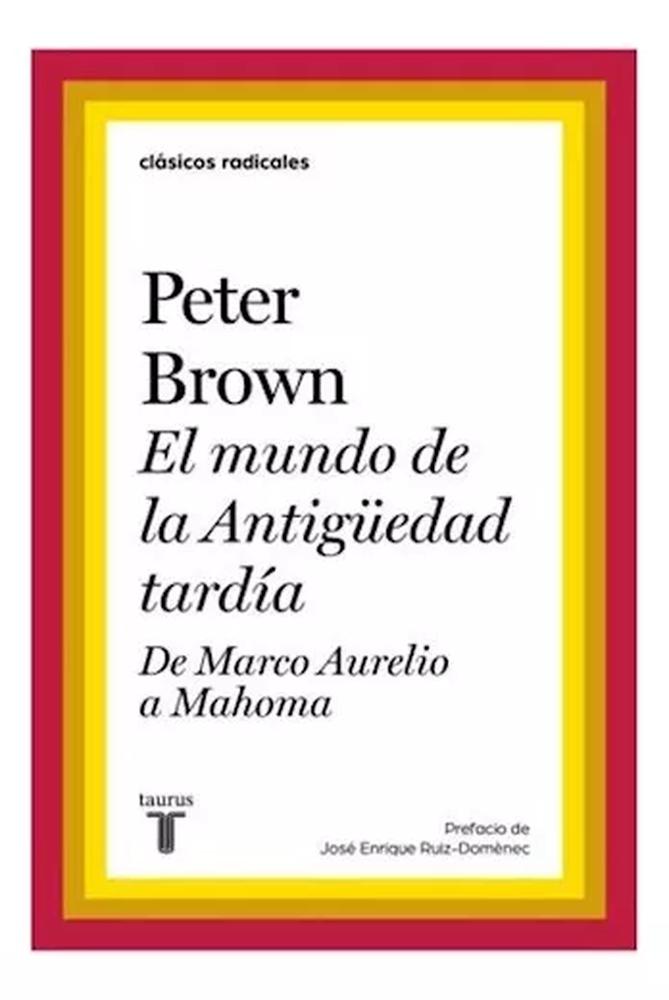 clásicos radicales
Peter
Brown
El mundo de
la Antigüedad
tardía
De Marco Aurelio
a Mahoma
taurus
T
Prefacio de
José Enrique Ruiz-Domènec